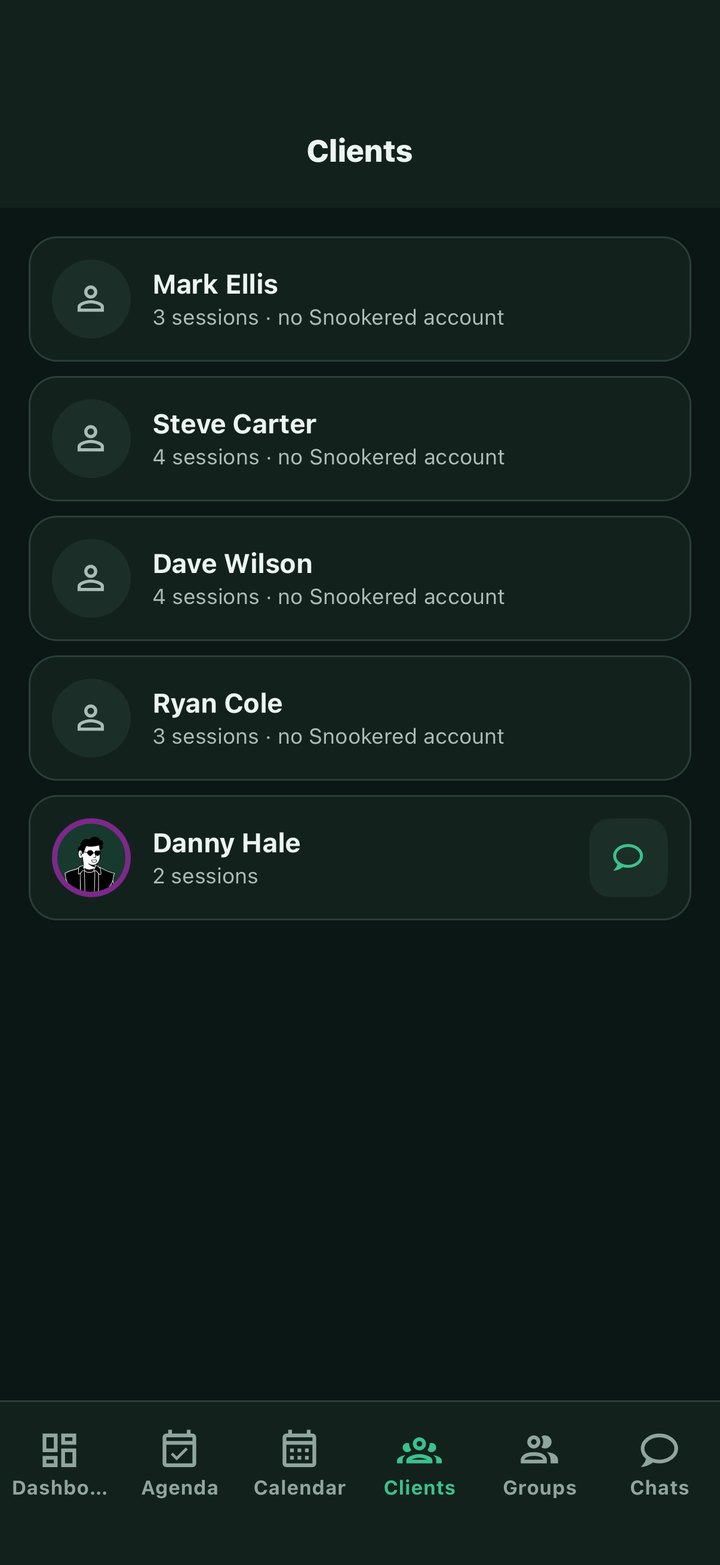 Clients
Mark Ellis
3 sessions · no Snookered account
Steve Carter
4 sessions · no Snookered account
Dave Wilson
4 sessions · no Snookered account
Ryan Cole
3 sessions · no Snookered account
Danny Hale
2 sessions
Dashbo...
Agenda
Calendar
Clients
Groups
Chats